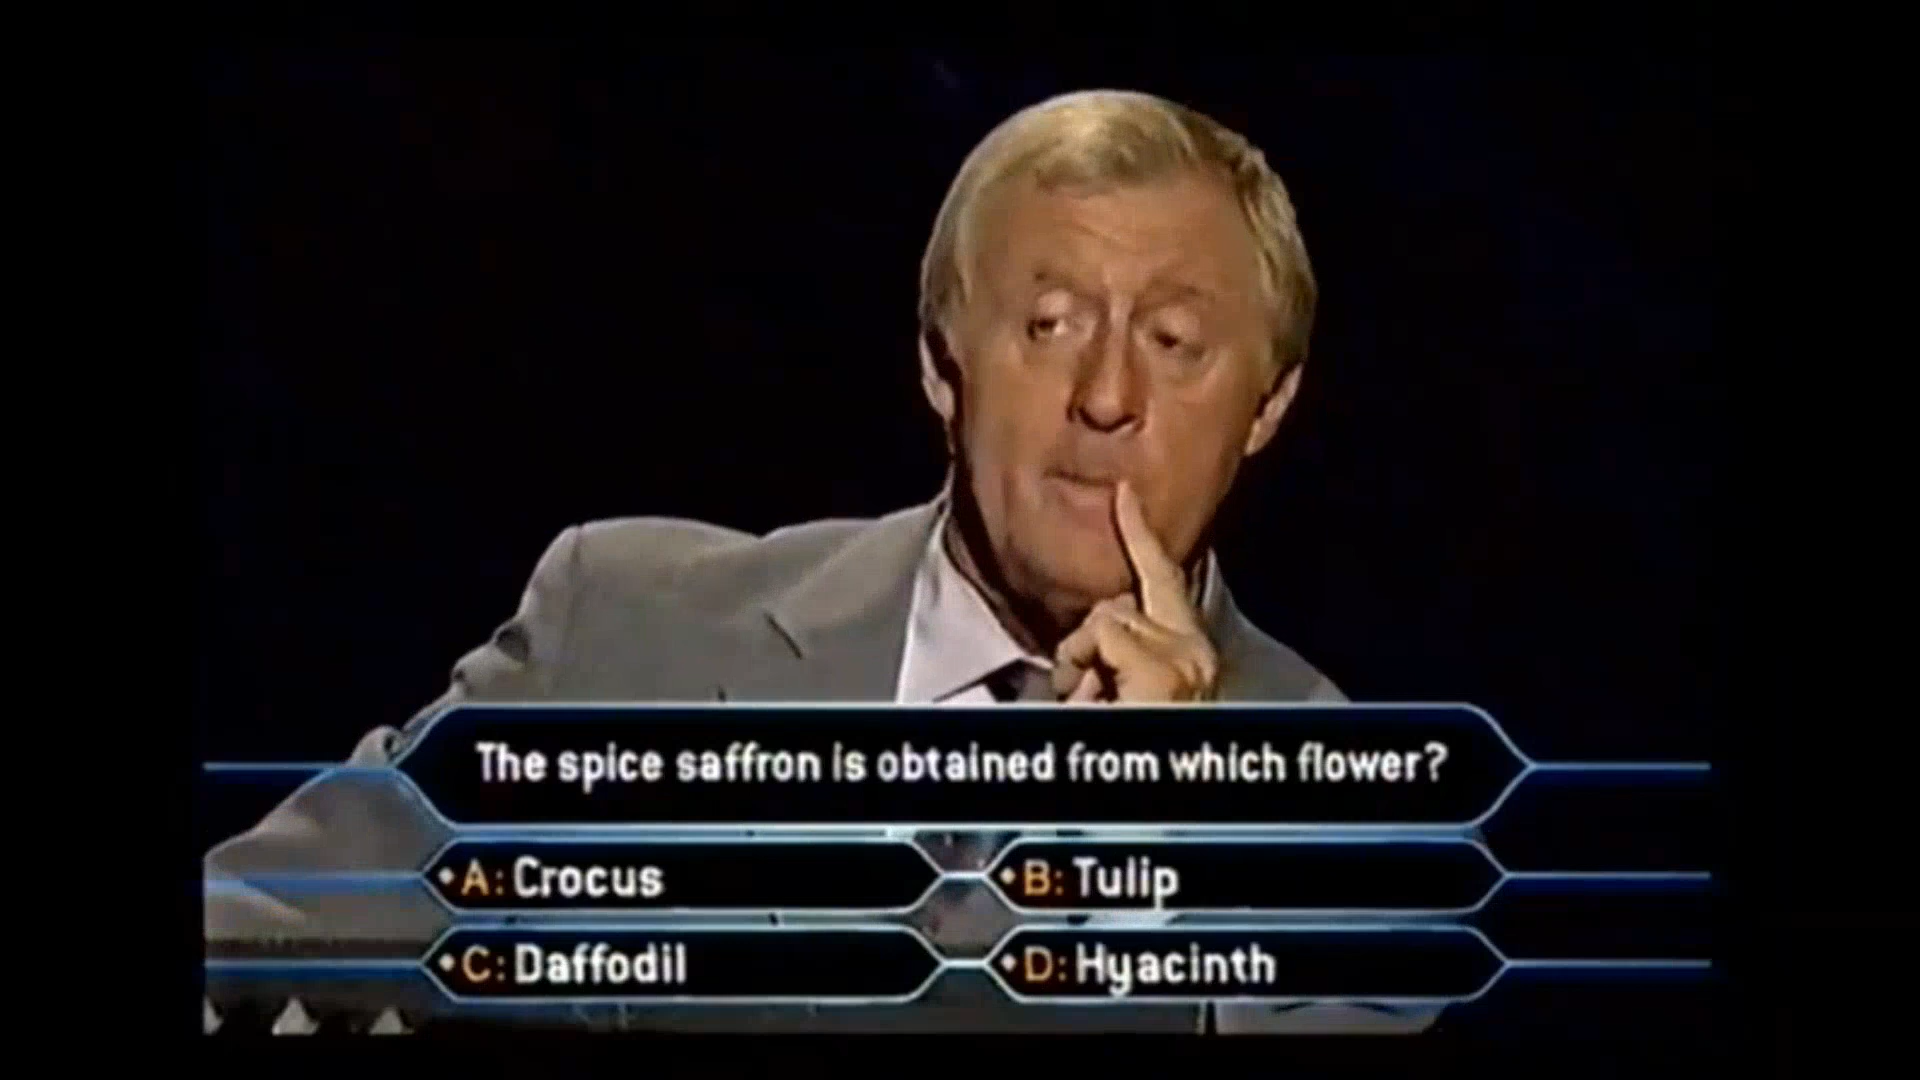 The spice saffron is obtained from which flower?
A: Crocus
B: Tulip
C: Daffodil
D: Hyacinth